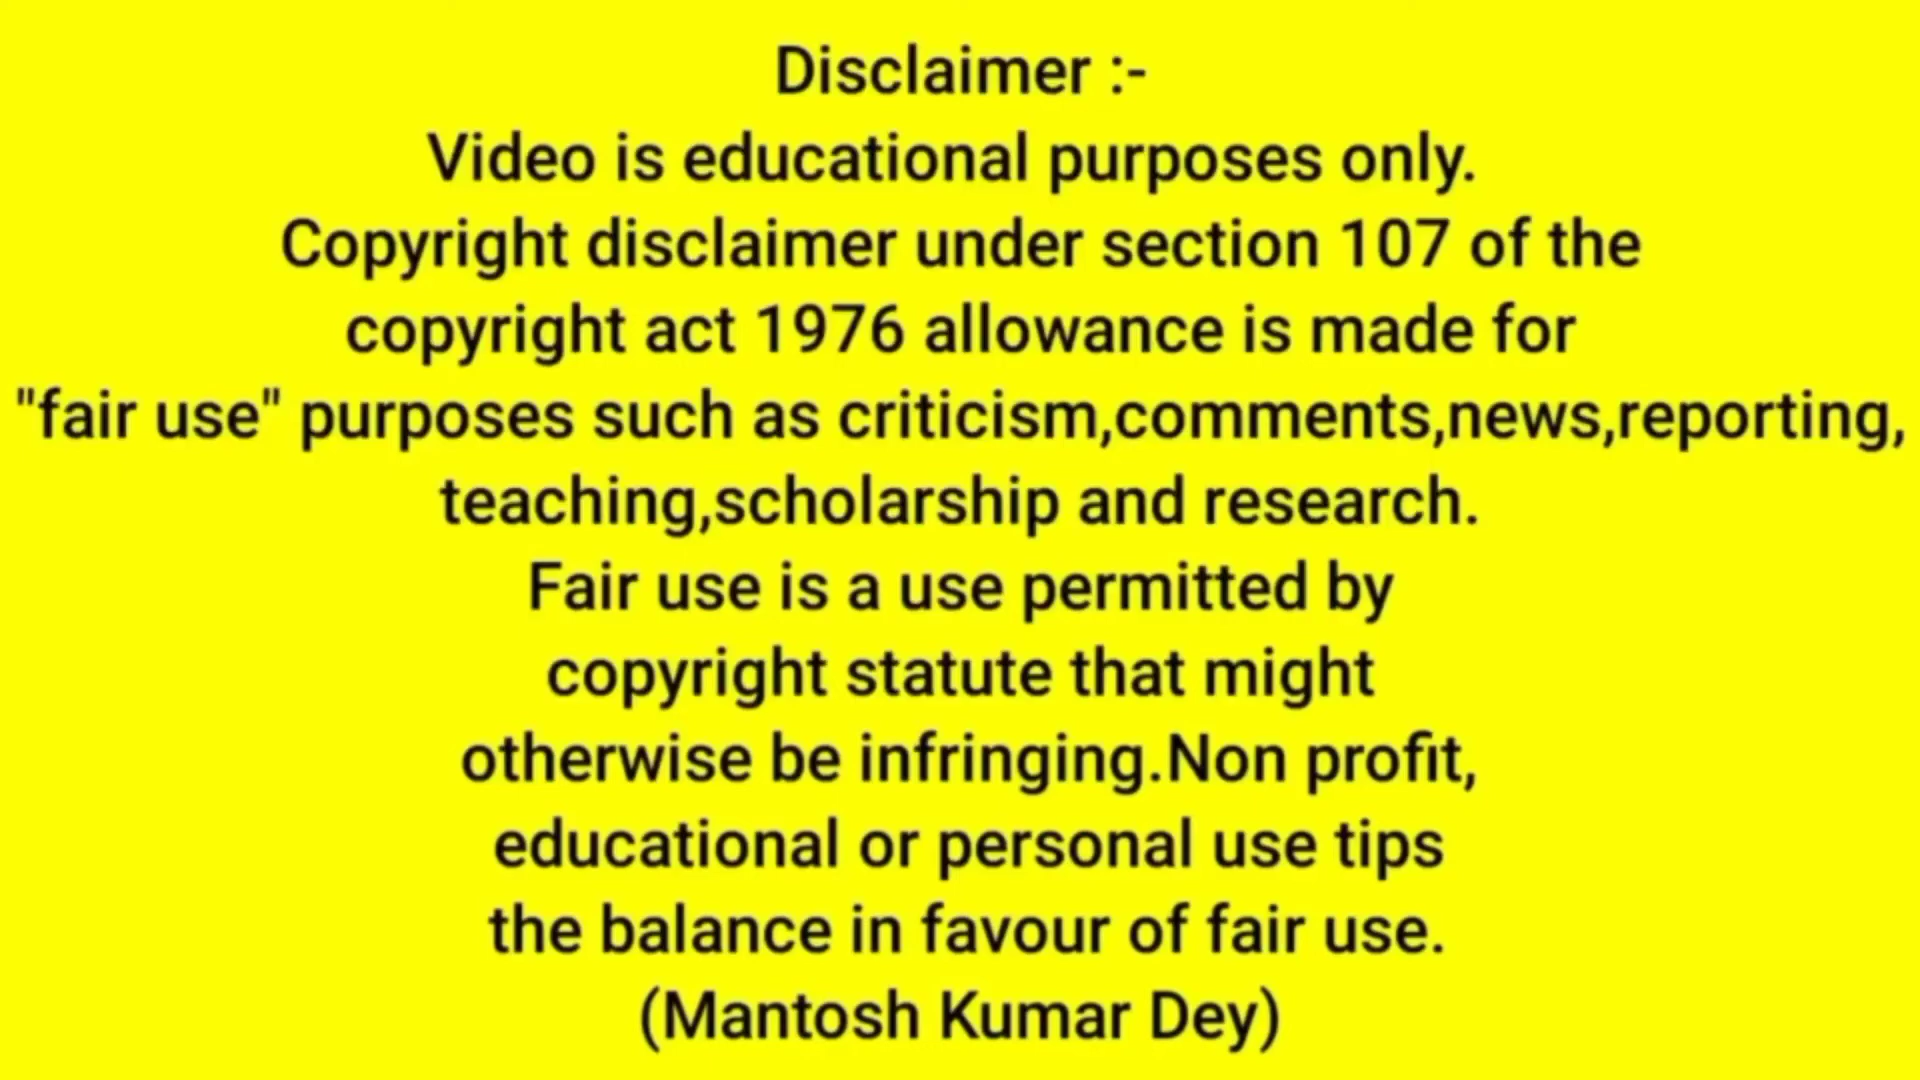 Disclaimer :-
Video is educational purposes only.
Copyright disclaimer under section 107 of the
copyright act 1976 allowance is made for
"fair use" purposes such as criticism,comments,news,reporting,
teaching,scholarship and research.
Fair use is a use permitted by
copyright statute that might
otherwise be infringing.Non profit,
educational or personal use tips
the balance in favour of fair use.
(Mantosh Kumar Dey)